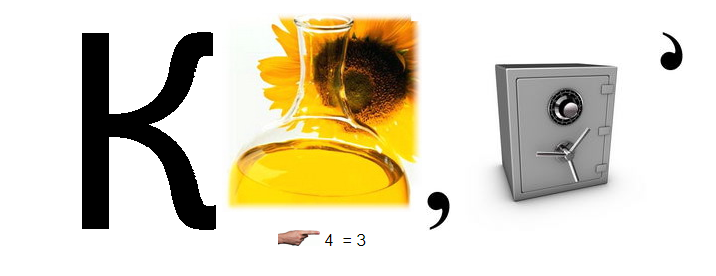 К , ’
4 = 3